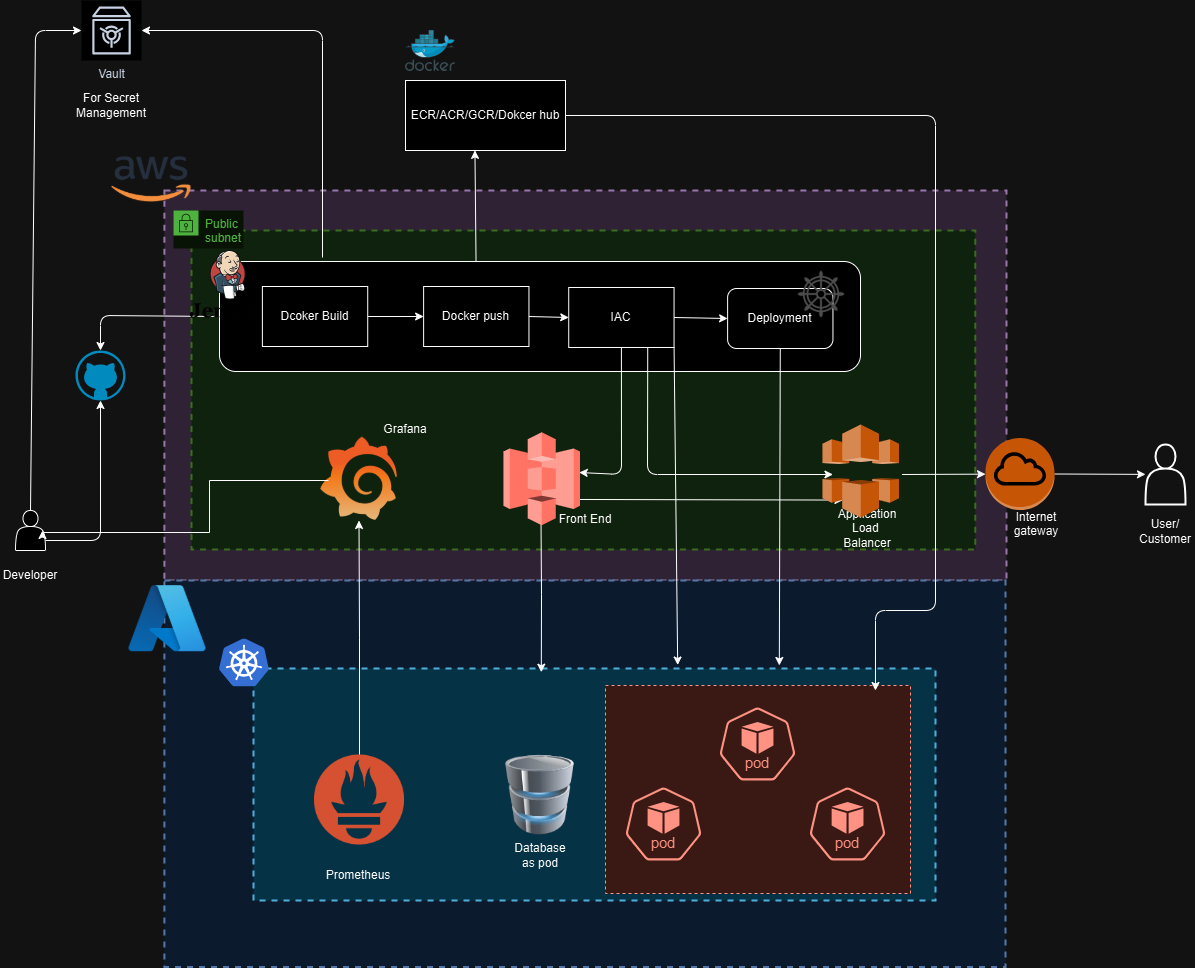 Vault
For Secret
Management
docker
ECR/ACR/GCR/Dokcer hub
aws
Public
subnet
Jen
Dcoker Build
Docker push
IAC
Deployment
Grafana
Front End
Application
Load
Balancer
Internet
gateway
User/
Customer
Developer
pod
pod
pod
Database
as pod
Prometheus